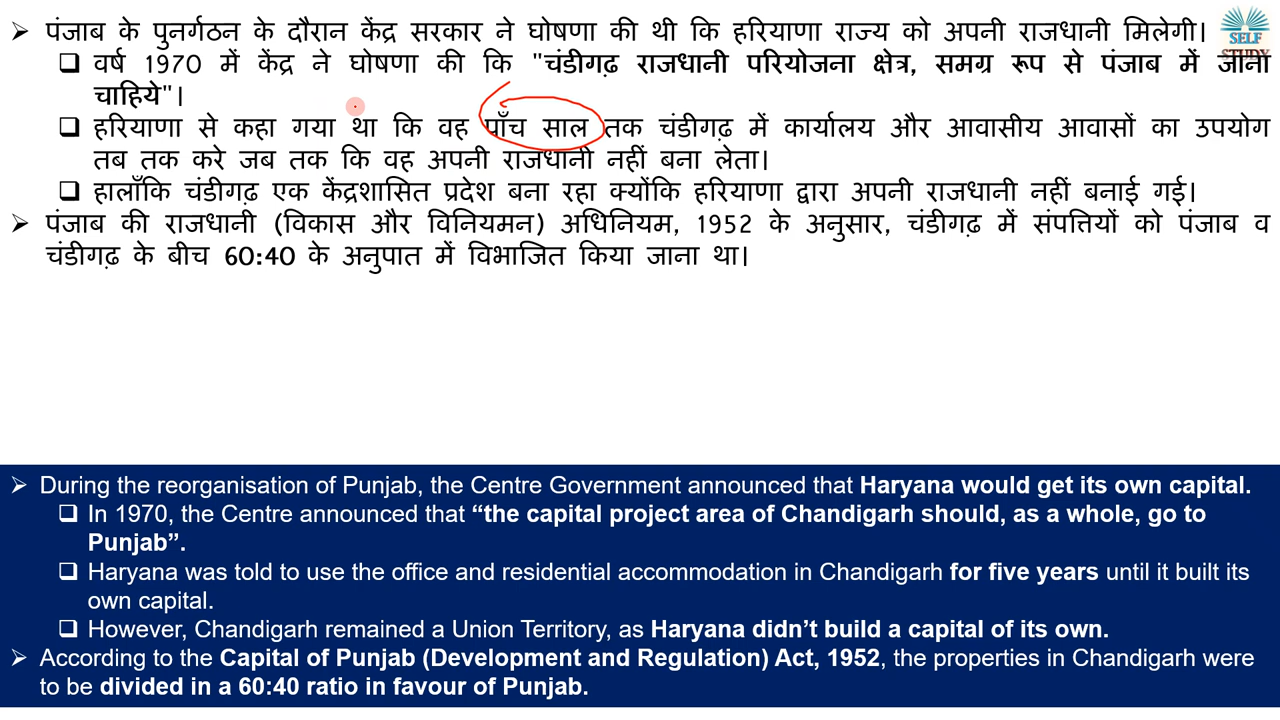 ➢ पंजाब के पुनर्गठन के दौरान केंद्र सरकार ने घोषणा की थी कि हरियाणा राज्य को अपनी राजधानी मिलेगी।
SELF
STUDY
❑ वर्ष 1970 में केंद्र ने घोषणा की कि "चंडीगढ़ राजधानी परियोजना क्षेत्र, समग्र रूप से पंजाब में जाना
चाहिये"।
❑ हरियाणा से कहा गया था कि वह पाँच साल तक चंडीगढ़ में कार्यालय और आवासीय आवासों का उपयोग
तब तक करे जब तक कि वह अपनी राजधानी नहीं बना लेता।
❑ हालाँकि चंडीगढ़ एक केंद्रशासित प्रदेश बना रहा क्योंकि हरियाणा द्वारा अपनी राजधानी नहीं बनाई गई।
➢ पंजाब की राजधानी (विकास और विनियमन) अधिनियम, 1952 के अनुसार, चंडीगढ़ में संपत्तियों को पंजाब व
चंडीगढ़ के बीच 60:40 के अनुपात में विभाजित किया जाना था।
➢ During the reorganisation of Punjab, the Centre Government announced that Haryana would get its own capital.
❑ In 1970, the Centre announced that “the capital project area of Chandigarh should, as a whole, go to
Punjab”.
❑ Haryana was told to use the office and residential accommodation in Chandigarh for five years until it built its
own capital.
❑ However, Chandigarh remained a Union Territory, as Haryana didn’t build a capital of its own.
➢ According to the Capital of Punjab (Development and Regulation) Act, 1952, the properties in Chandigarh were
to be divided in a 60:40 ratio in favour of Punjab.